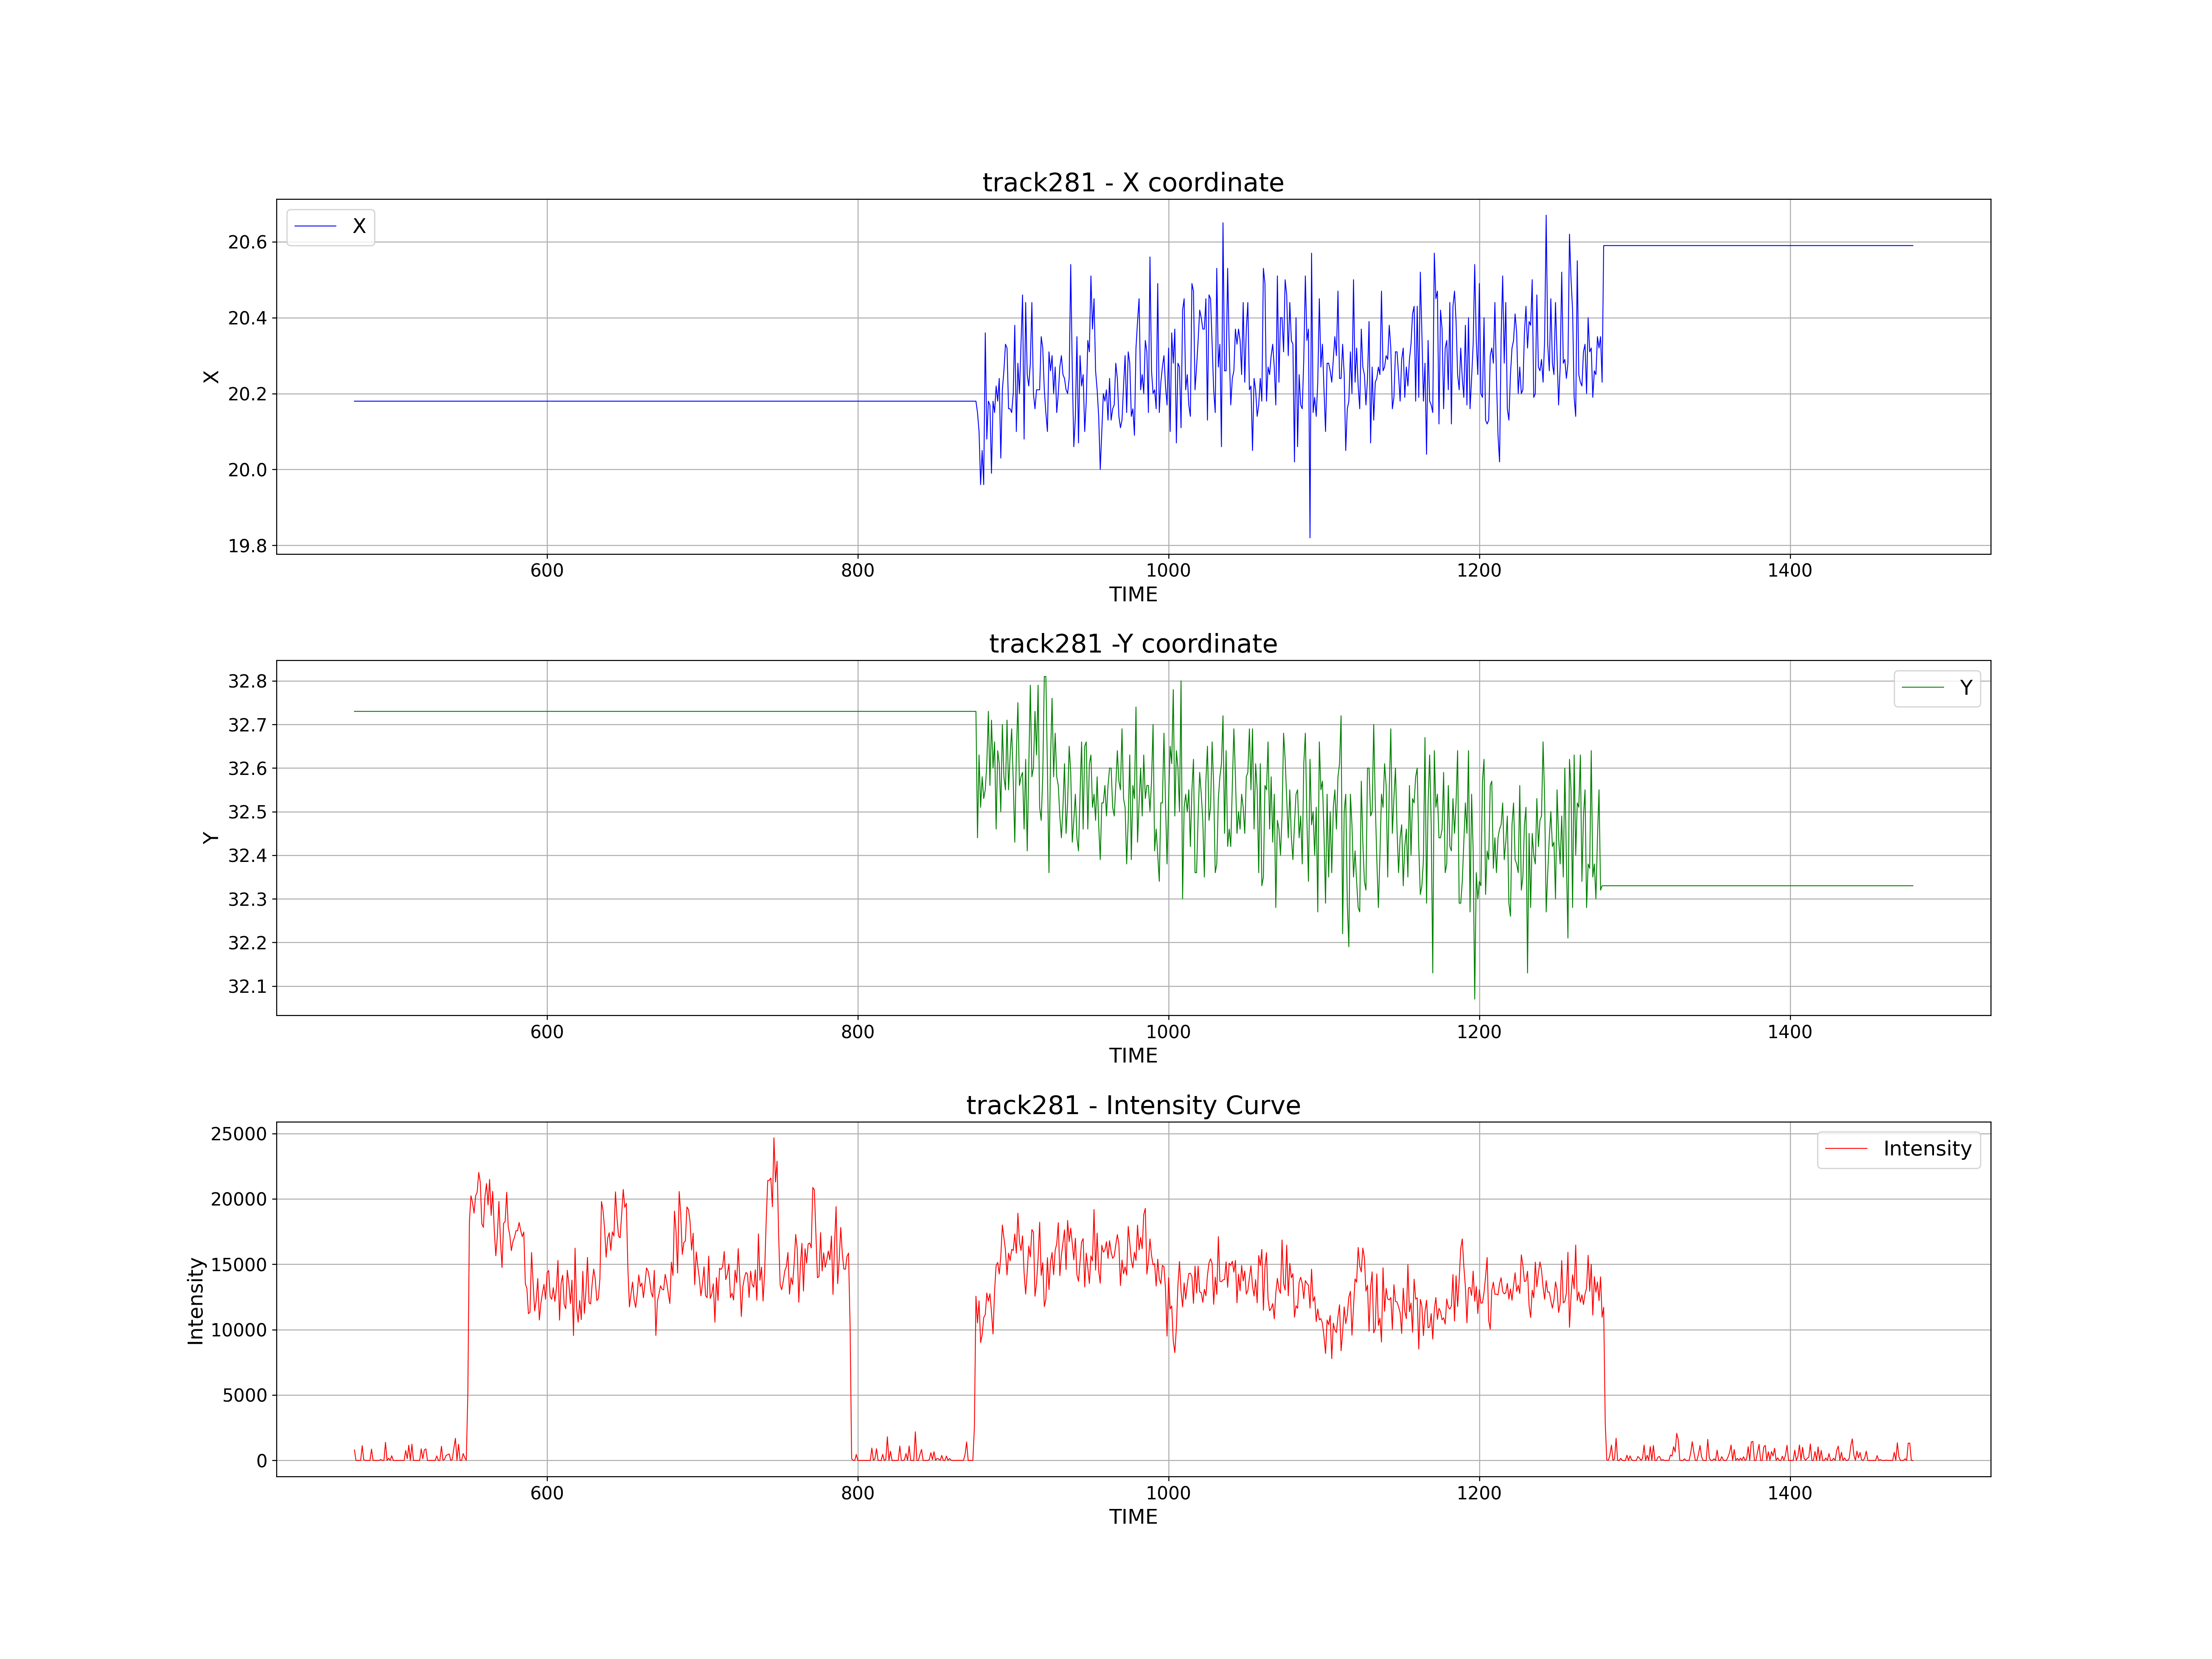 track281 - X coordinate
X
20.6
20.4
20.2
20.0
19.8
X
600 800 1000 1200 1400
TIME
track281 -Y coordinate
Y
32.8
32.7
32.6
32.5
32.4
32.3
32.2
32.1
Y
600 800 1000 1200 1400
TIME
track281 - Intensity Curve
Intensity
25000
20000
15000
10000
5000
0
Intensity
600 800 1000 1200 1400
TIME